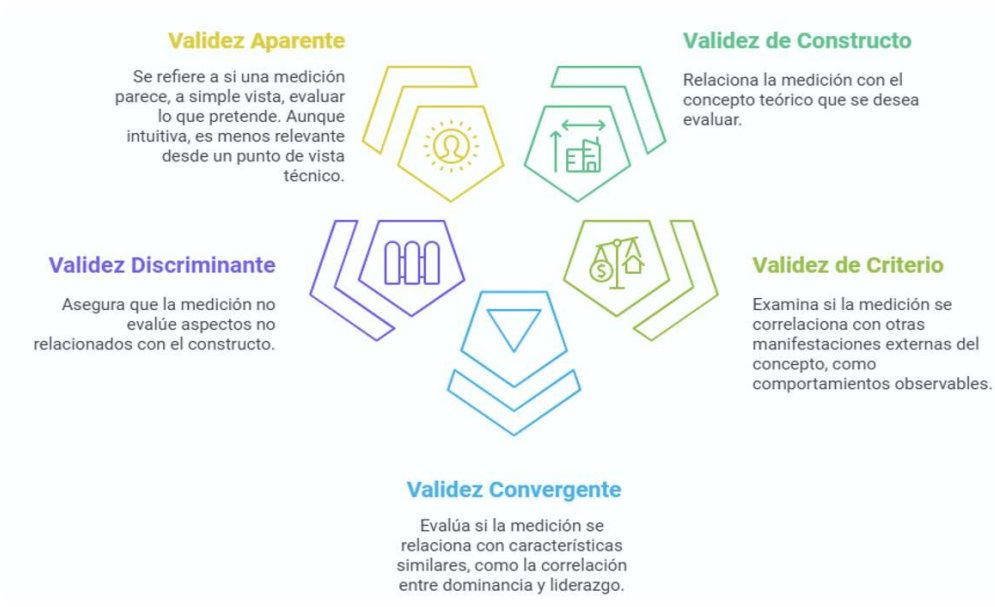 Validez Aparente
Se refiere a si una medición
parece, a simple vista, evaluar
lo que pretende. Aunque
intuitiva, es menos relevante
desde un punto de vista
técnico.
Validez de Constructo
Relaciona la medición con el
concepto teórico que se desea
evaluar.
Validez Discriminante
Asegura que la medición no
evalúe aspectos no
relacionados con el constructo.
$
Validez de Criterio
Examina si la medición se
correlaciona con otras
manifestaciones externas del
concepto, como
comportamientos observables.
Validez Convergente
Evalúa si la medición se
relaciona con características
similares, como la correlación
entre dominancia y liderazgo.